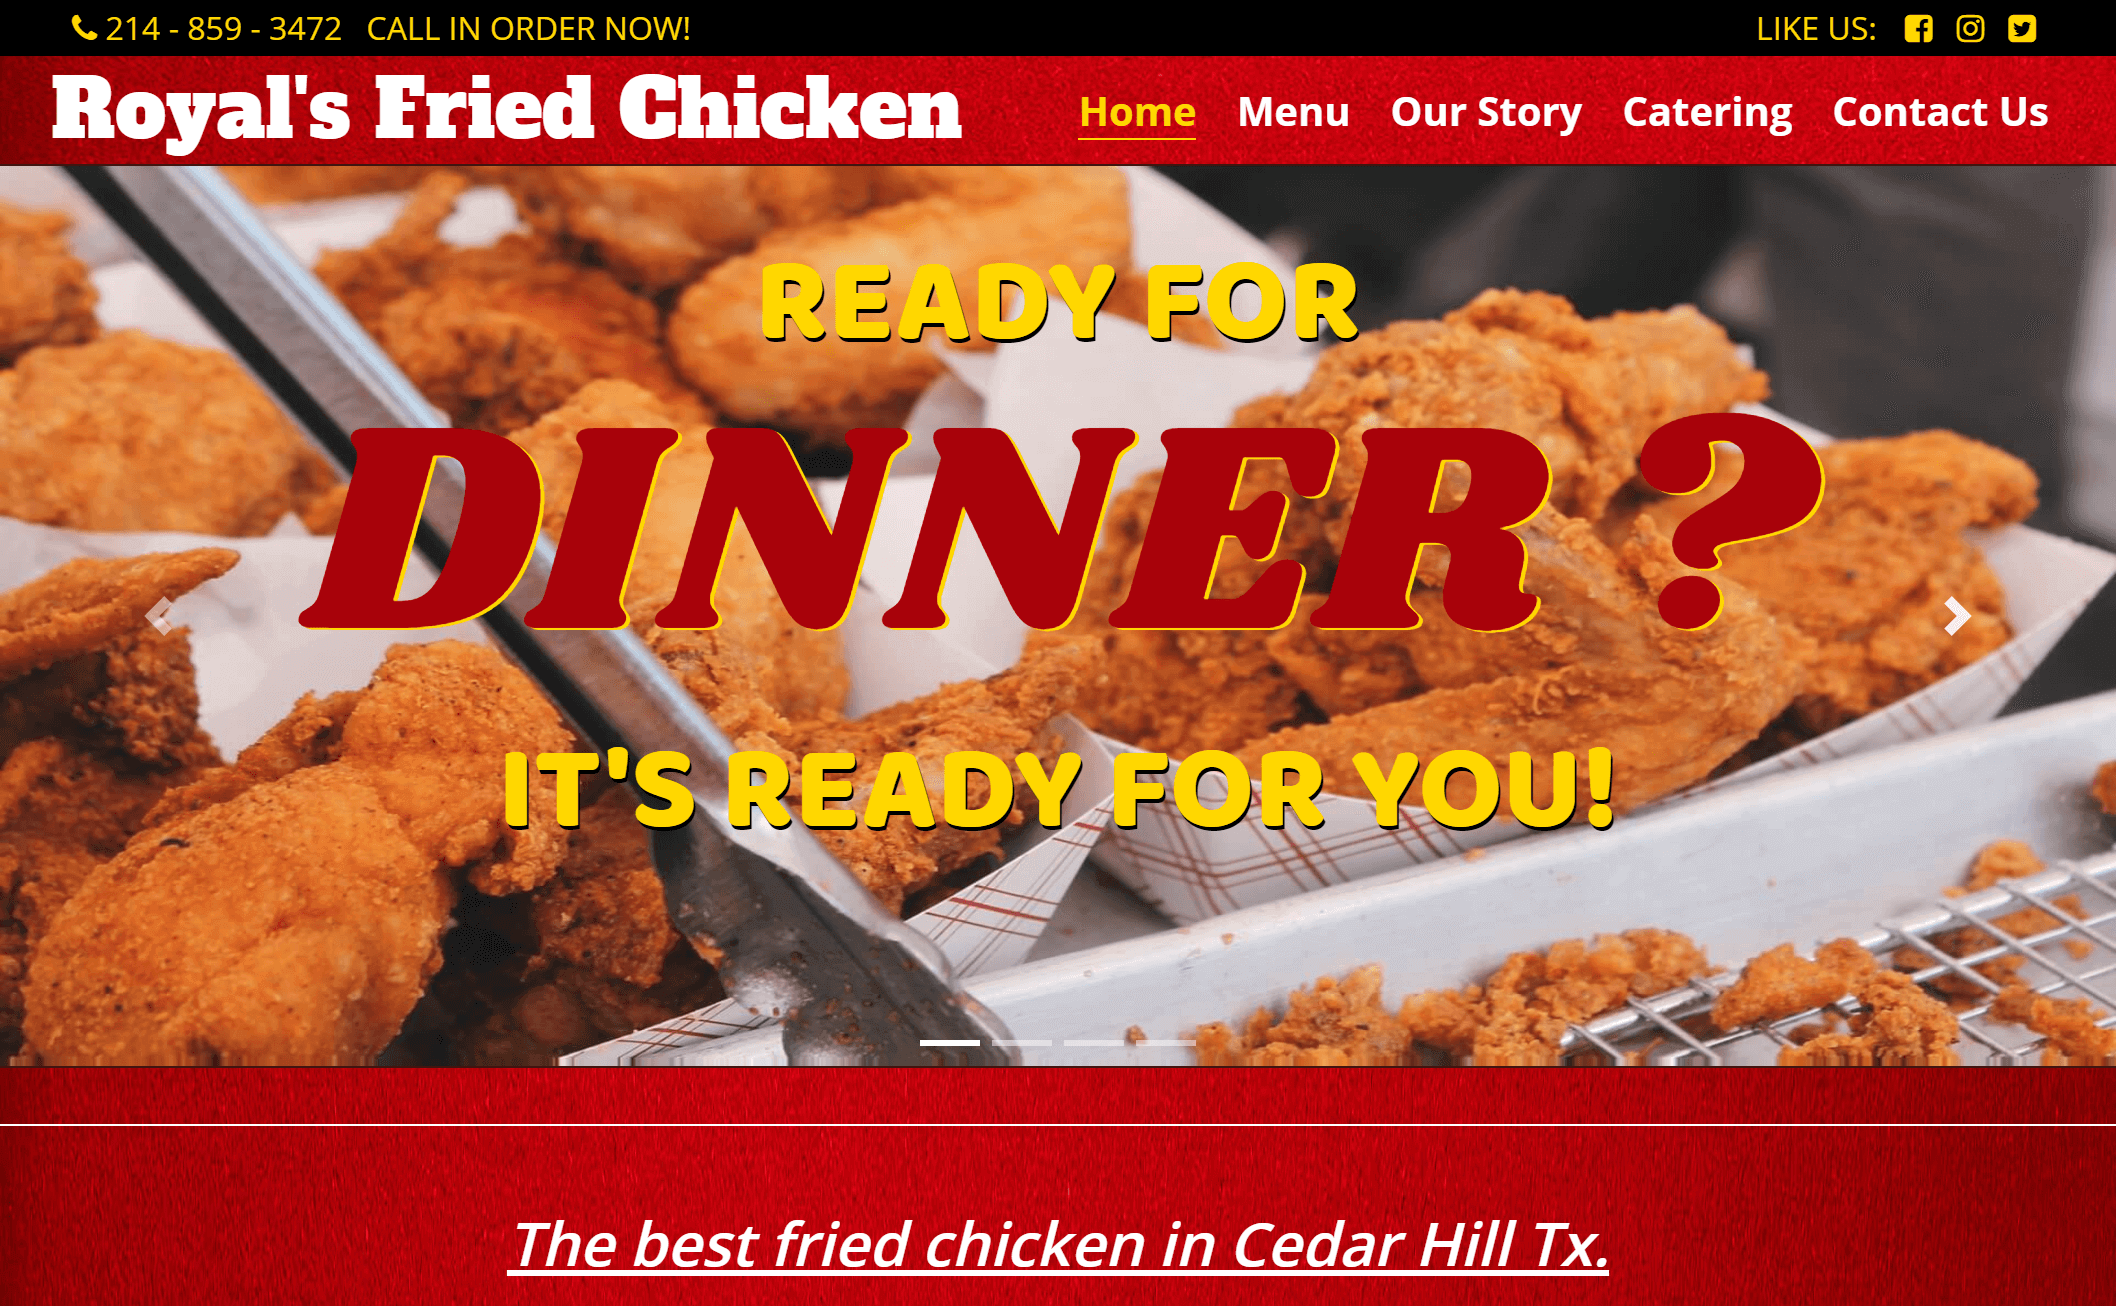 214 - 859 - 3472 CALL IN ORDER NOW! LIKE US:
Royal's Fried Chicken Home Menu Our Story Catering Contact Us
READY FOR
DINNER ?
IT'S READY FOR YOU!
The best fried chicken in Cedar Hill Tx.